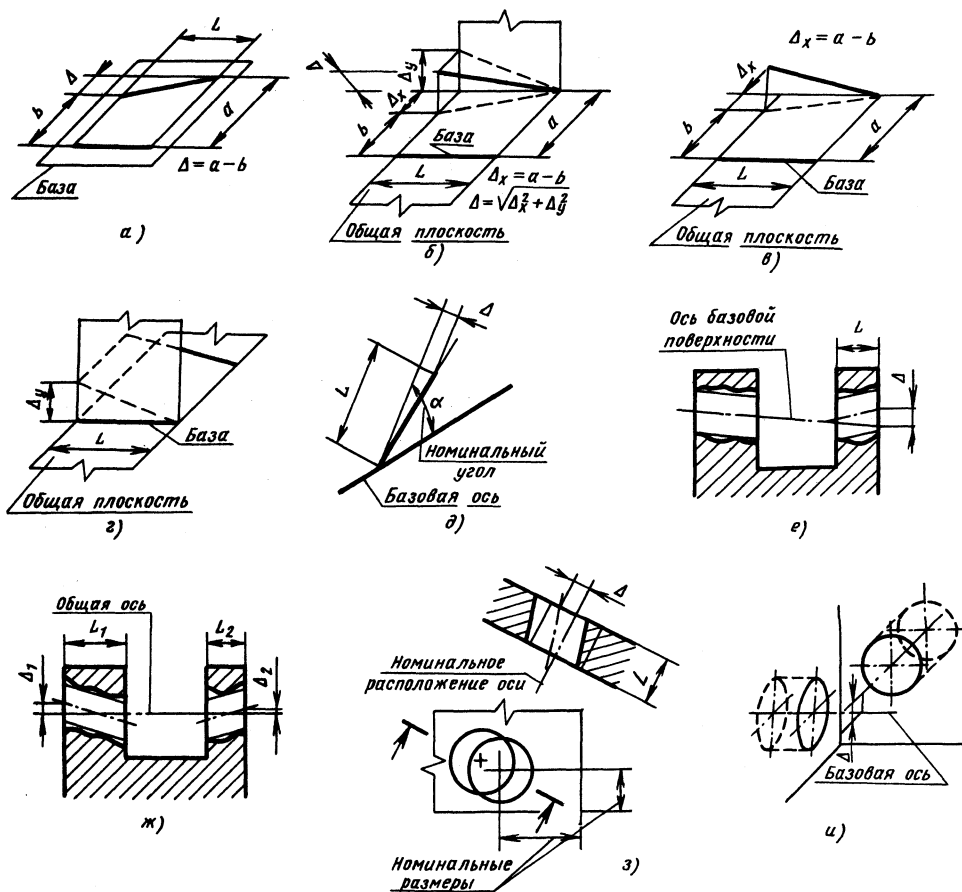 L
Δ
b
a
Δ = a – b
База
а)
Δ
Δy
Δx
b
a
База
L
Δx = a – b
Δ = √Δx² + Δy²
Общая плоскость
б)
Δx = a – b
Δx
b
a
L
База
Общая плоскость
в)
Δy
L
База
Общая плоскость
г)
Δ
L
α
Номинальный
угол
Базовая ось
д)
Ось базовой
поверхности
L
Δ
е)
Общая ось
L₁
L₂
Δ₁
Δ₂
ж)
Δ
Номинальное
расположение оси
L
Номинальные
размеры
з)
Δ
Базовая ось
и)